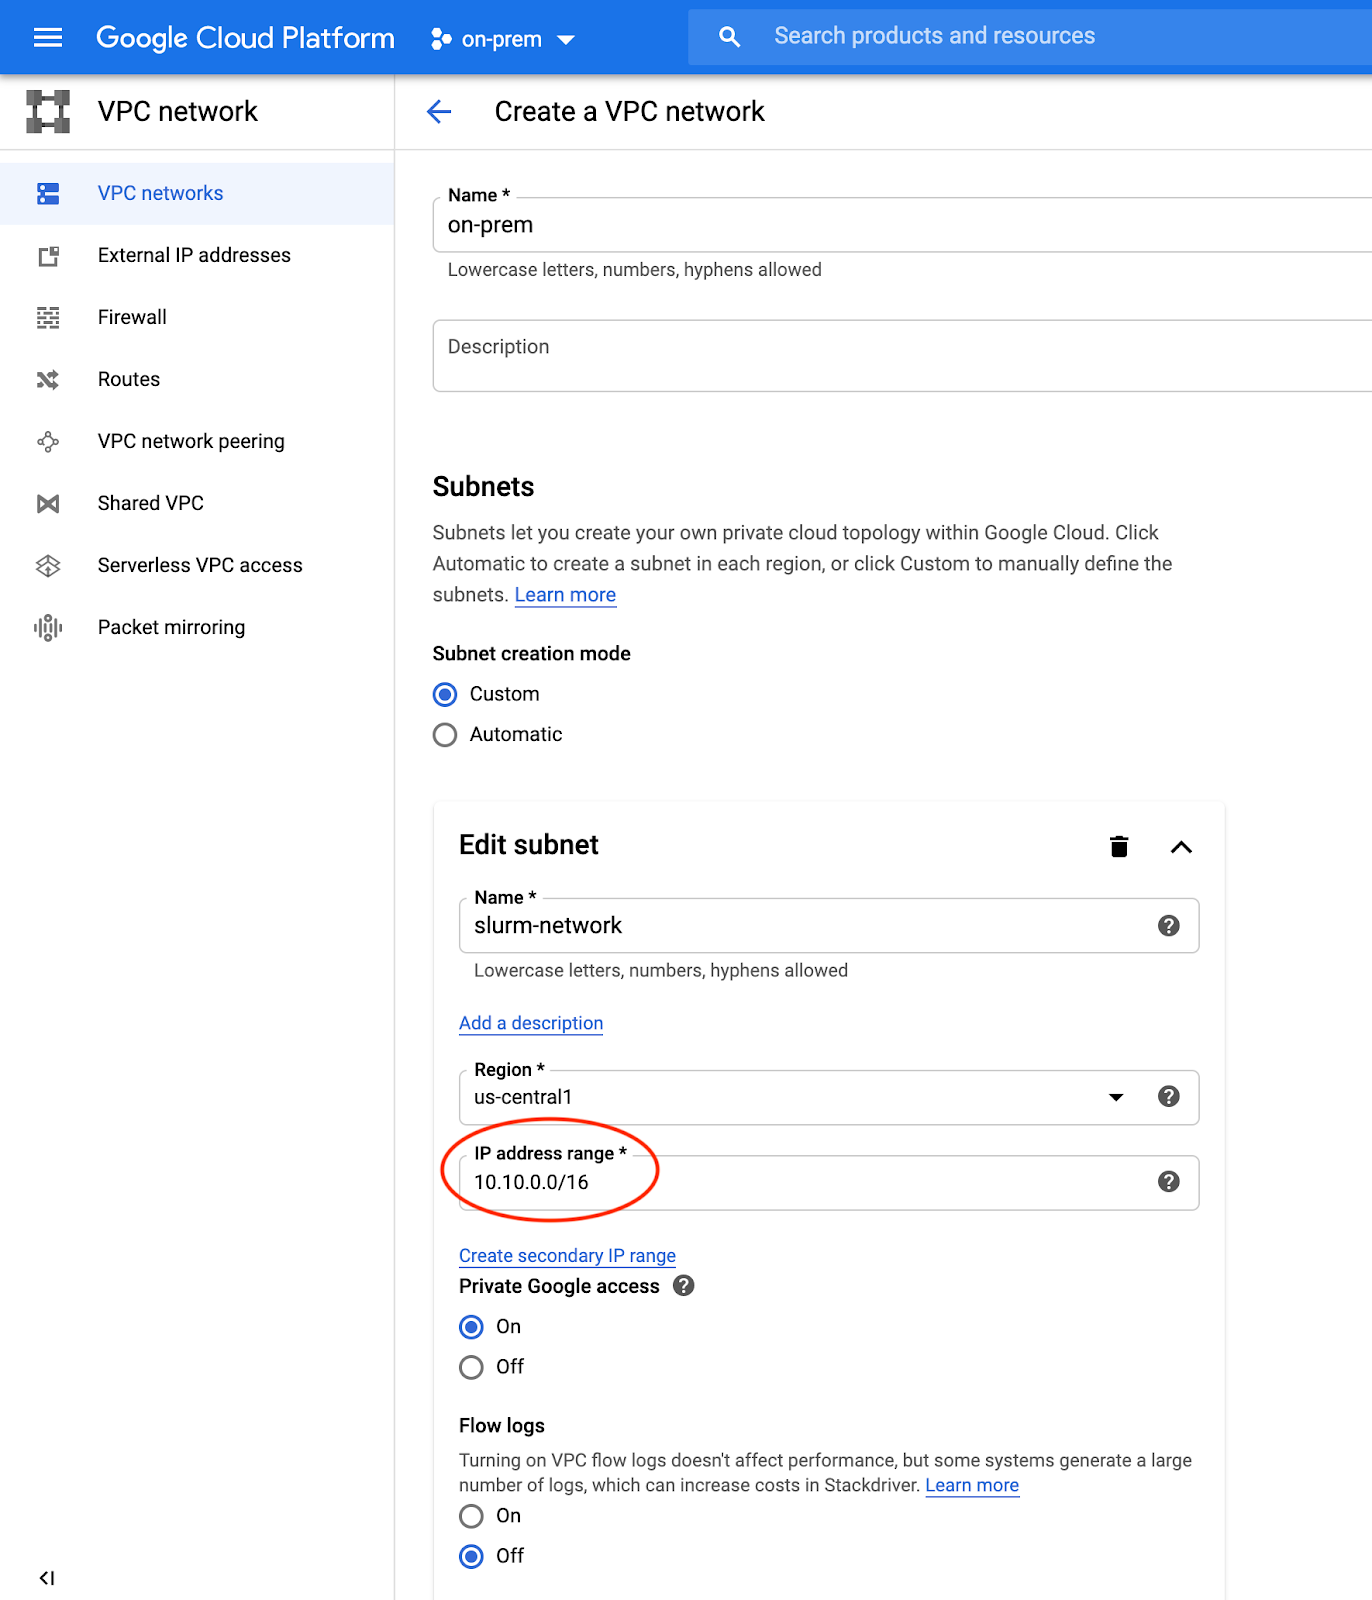 Google Cloud Platform
on-prem
Search products and resources
VPC network
Create a VPC network
VPC networks
External IP addresses
Firewall
Routes
VPC network peering
Shared VPC
Serverless VPC access
Packet mirroring
Name *
on-prem
Lowercase letters, numbers, hyphens allowed
Description
Subnets
Subnets let you create your own private cloud topology within Google Cloud. Click
Automatic to create a subnet in each region, or click Custom to manually define the
subnets. Learn more
Subnet creation mode
Custom
Automatic
Edit subnet
Name *
slurm-network
Lowercase letters, numbers, hyphens allowed
Add a description
Region *
us-central1
IP address range *
10.10.0.0/16
Create secondary IP range
Private Google access
On
Off
Flow logs
Turning on VPC flow logs doesn't affect performance, but some systems generate a large
number of logs, which can increase costs in Stackdriver. Learn more
On
Off